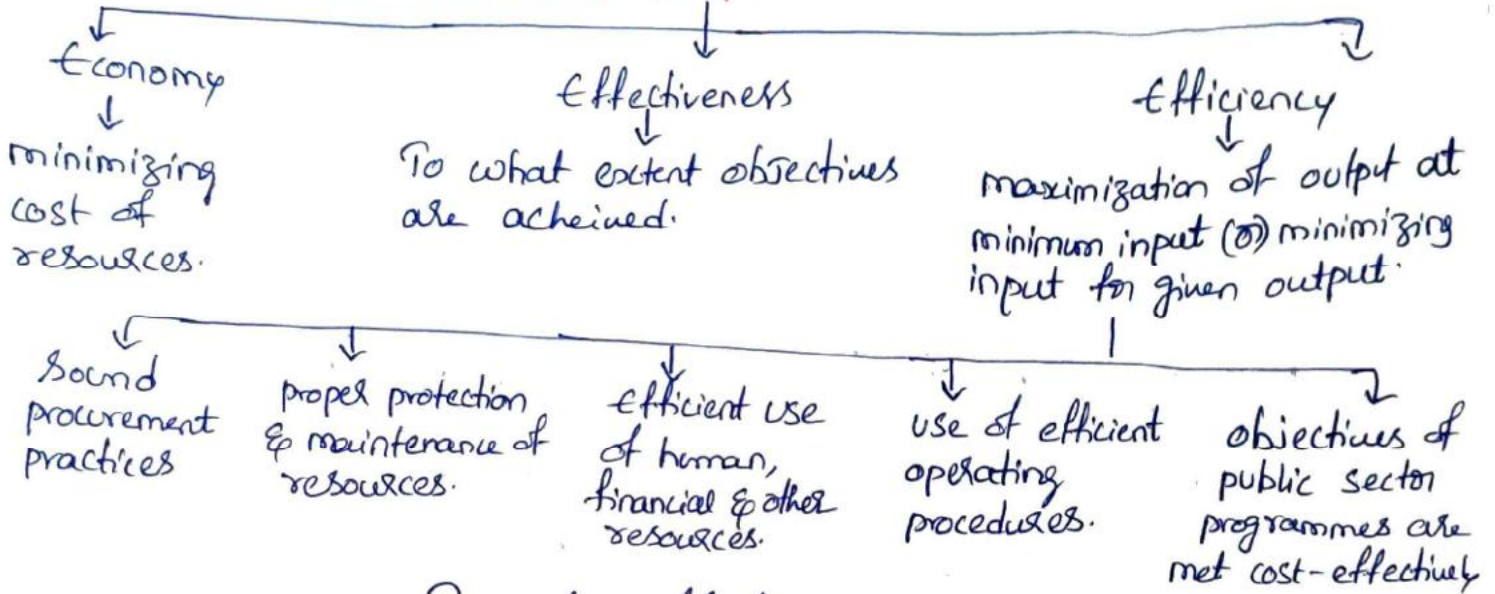 Economy
minimizing
cost of
resources.
Effectiveness
To what extent objectives
are acheived.
Efficiency
maximization of output at
minimum input (or) minimizing
input for given output.
Sound
procurement
practices
proper protection
& maintenance of
resources.
Efficient use
of human,
financial & other
resources.
use of efficient
operating
procedures.
objectives of
public sector
programmes are
met cost-effectively